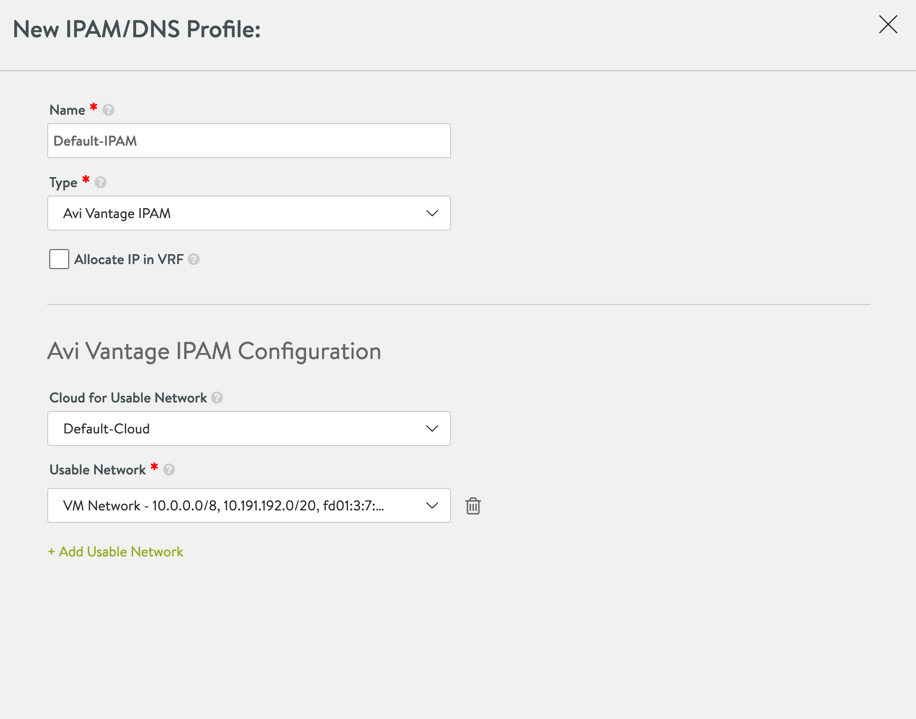 New IPAM/DNS Profile:
Name * ?
Default-IPAM
Type * ?
Avi Vantage IPAM
Allocate IP in VRF ?
Avi Vantage IPAM Configuration
Cloud for Usable Network ?
Default-Cloud
Usable Network * ?
VM Network - 10.0.0.0/8, 10.191.192.0/20, fd01:3:7:...
+ Add Usable Network